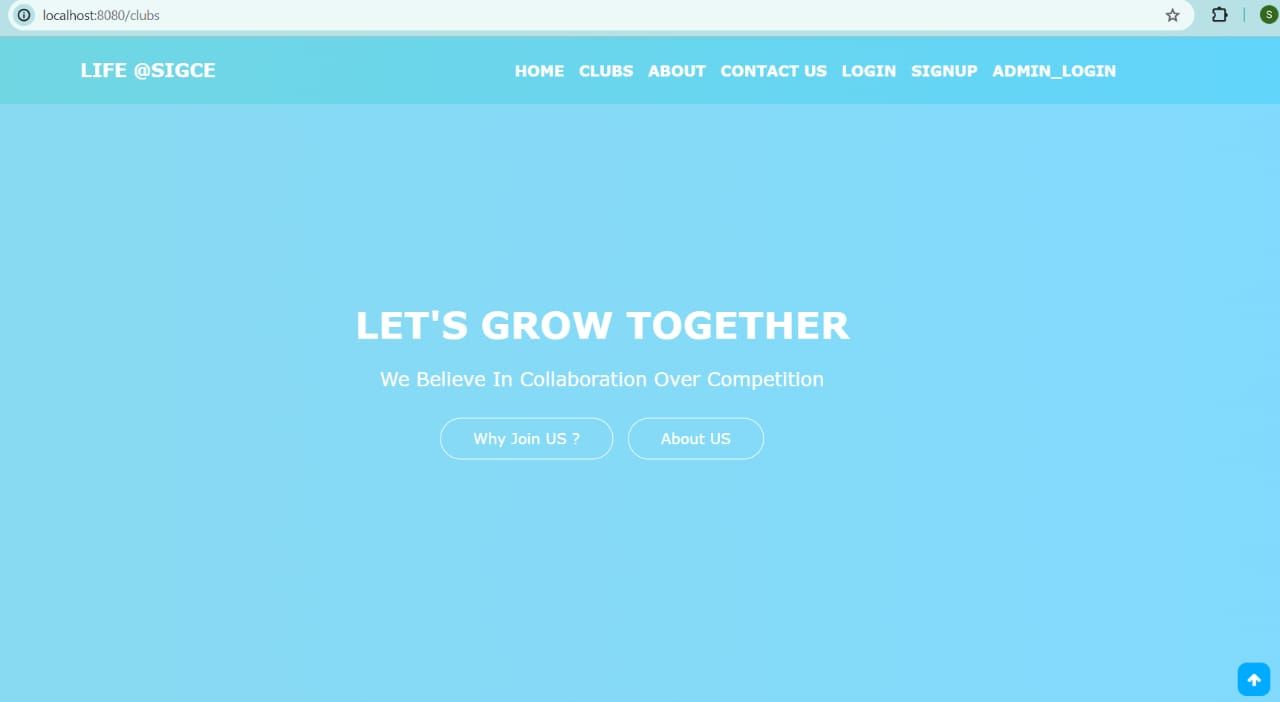 localhost:8080/clubs
S
LIFE @SIGCE
HOME CLUBS ABOUT CONTACT US LOGIN SIGNUP ADMIN_LOGIN
LET'S GROW TOGETHER
We Believe In Collaboration Over Competition
Why Join US ? About US